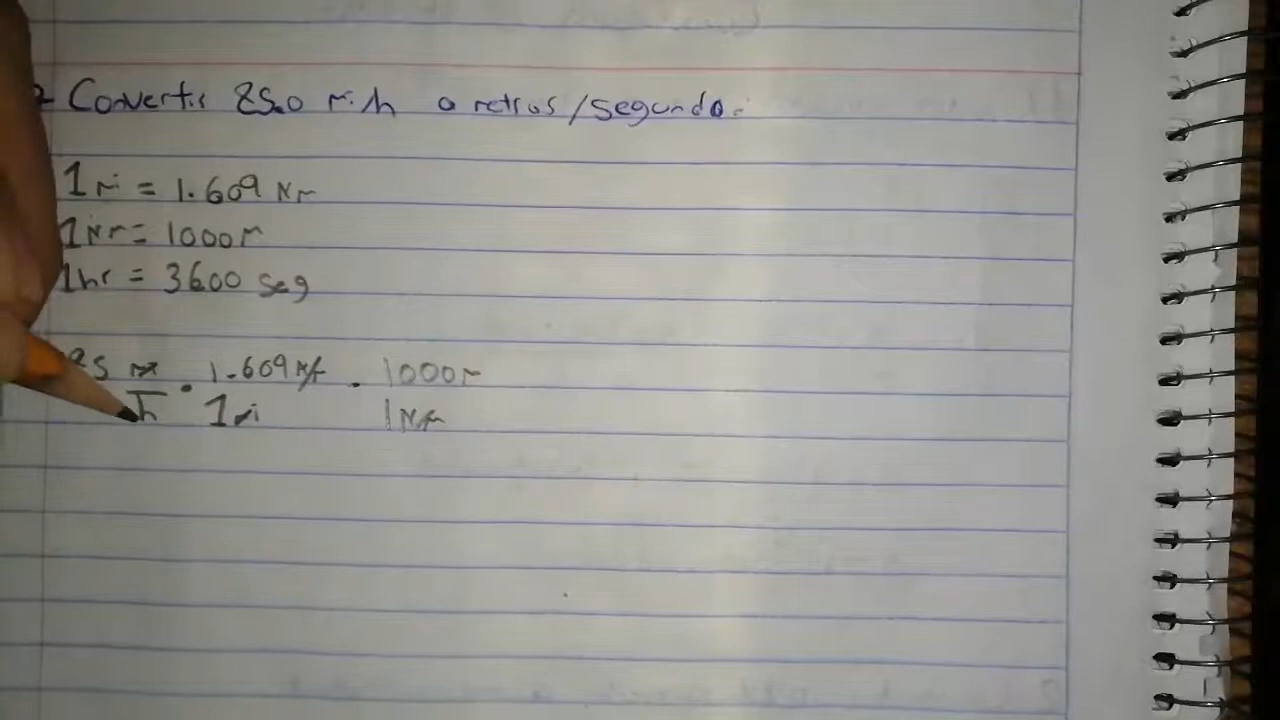 Convertir 85.0 mi/h a metros/segundo.
1 mi = 1.609 Km
1 Km = 1000 m
1 hr = 3600 seg
85 mi · 1.609 Km · 1000 m
h 1 mi 1 Km